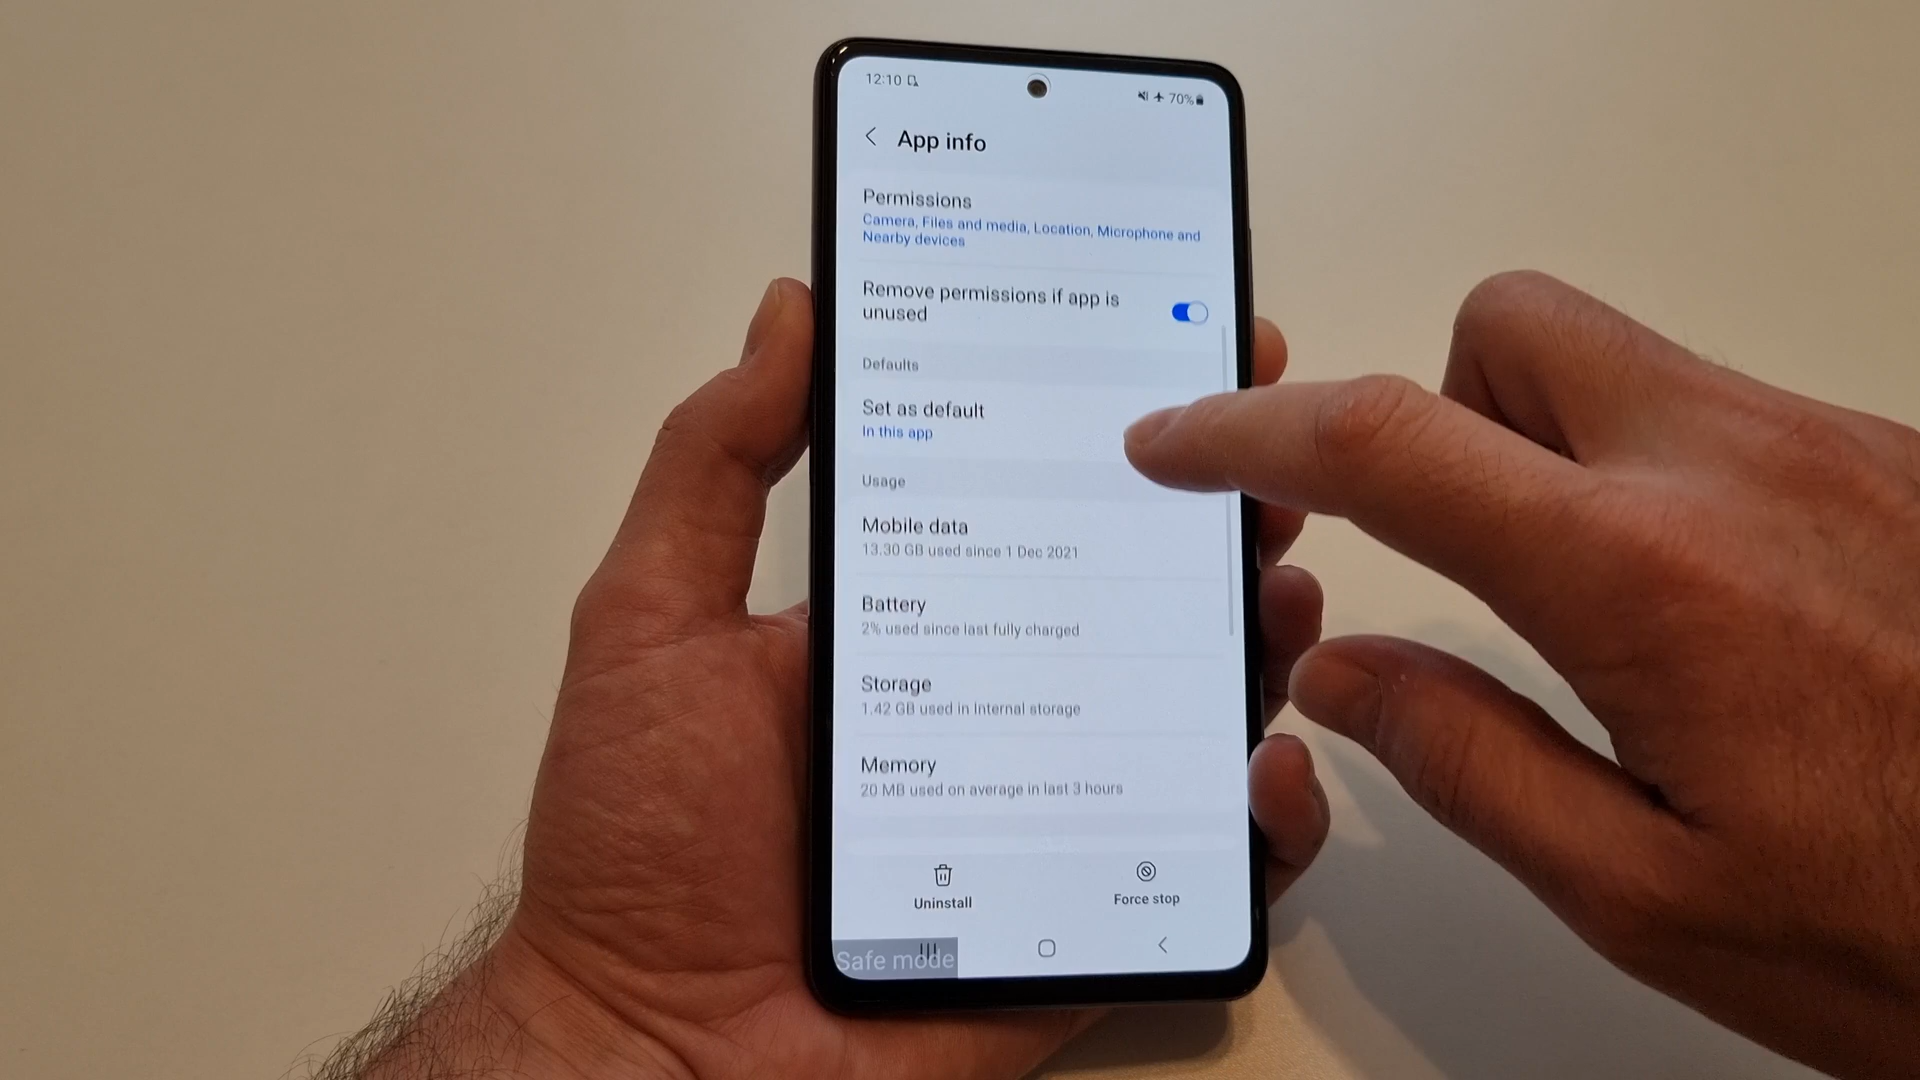 12:10
70%
App info
Permissions
Camera, Files and media, Location, Microphone and
Nearby devices
Remove permissions if app is
unused
Defaults
Set as default
In this app
Usage
Mobile data
13.30 GB used since 1 Dec 2021
Battery
2% used since last fully charged
Storage
1.42 GB used in Internal storage
Memory
20 MB used on average in last 3 hours
Uninstall
Force stop
Safe mode